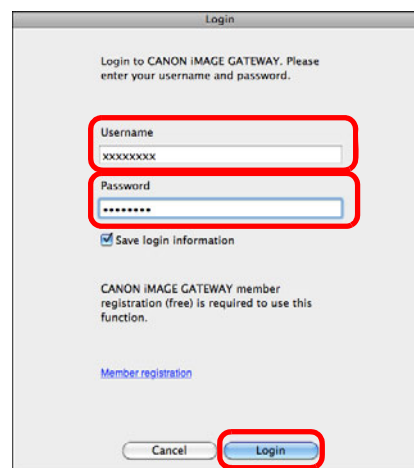 Login
Login to CANON iMAGE GATEWAY. Please
enter your username and password.
Username
xxxxxxxx
Password
••••••••
Save login information
CANON iMAGE GATEWAY member
registration (free) is required to use this
function.
Member registration
Cancel Login